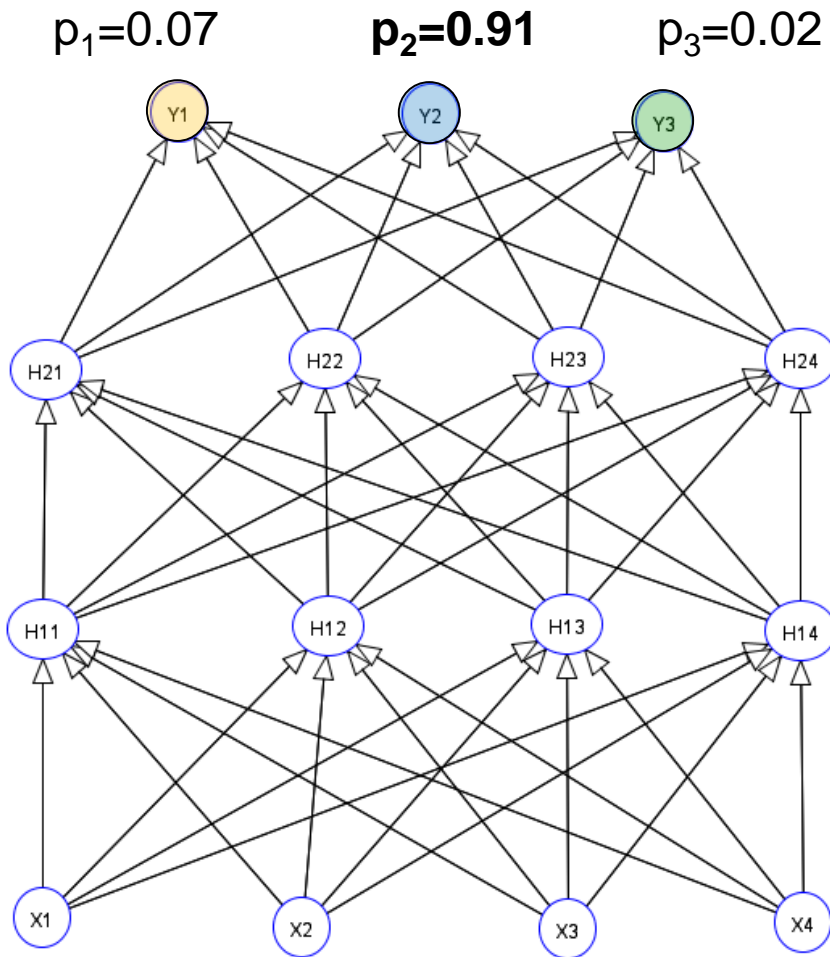 p₁=0.07 p₂=0.91 p₃=0.02
Y1 Y2 Y3
H21 H22 H23 H24
H11 H12 H13 H14
X1 X2 X3 X4